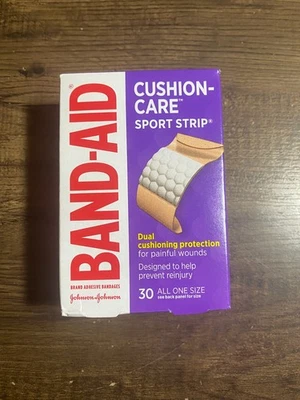 BAND-AID®
BRAND ADHESIVE BANDAGES
Johnson & Johnson
CUSHION-
CARE™
SPORT STRIP®
Dual
cushioning protection
for painful wounds
Designed to help
prevent reinjury
30 ALL ONE SIZE
see back panel for size